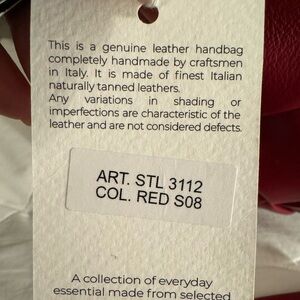 This is a genuine leather handbag
completely handmade by craftsmen
in Italy. It is made of finest Italian
naturally tanned leathers.
Any variations in shading or
imperfections are characteristic of the
leather and are not considered defects.
ART. STL 3112
COL. RED S08
A collection of everyday
essential made from selected